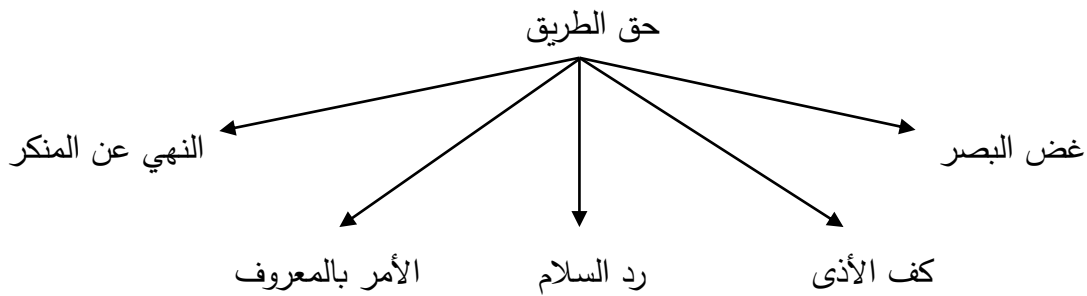 حق الطريق
غض البصر
النهي عن المنكر
كف الأذى
رد السلام
الأمر بالمعروف